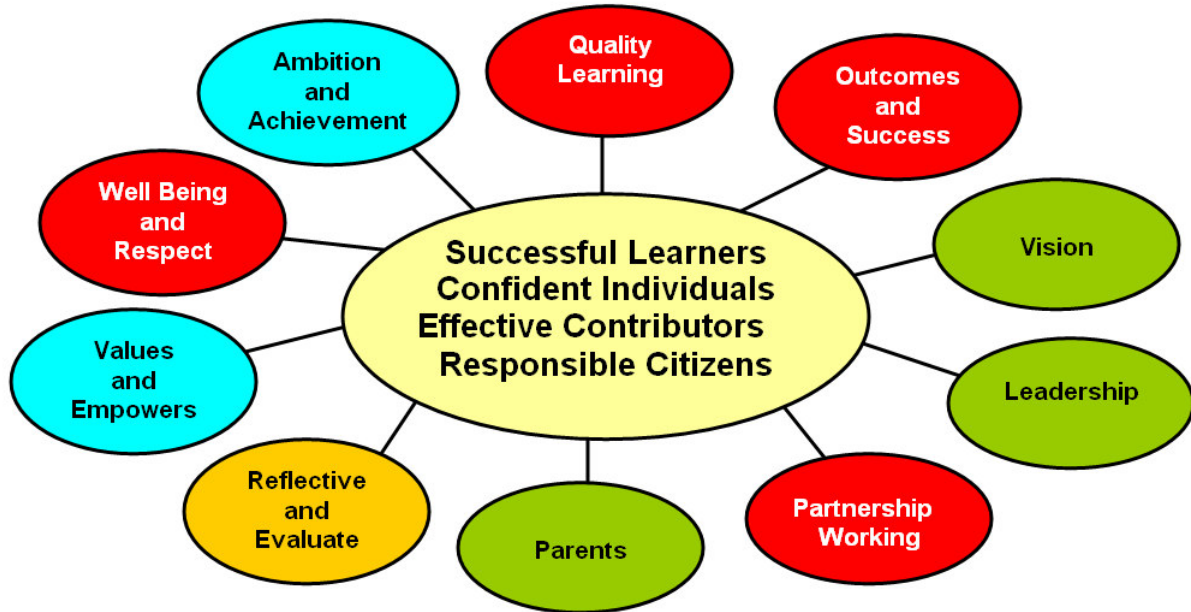 Quality
Learning
Outcomes
and
Success
Vision
Leadership
Partnership
Working
Parents
Reflective
and
Evaluate
Values
and
Empowers
Well Being
and
Respect
Ambition
and
Achievement
Successful Learners
Confident Individuals
Effective Contributors
Responsible Citizens